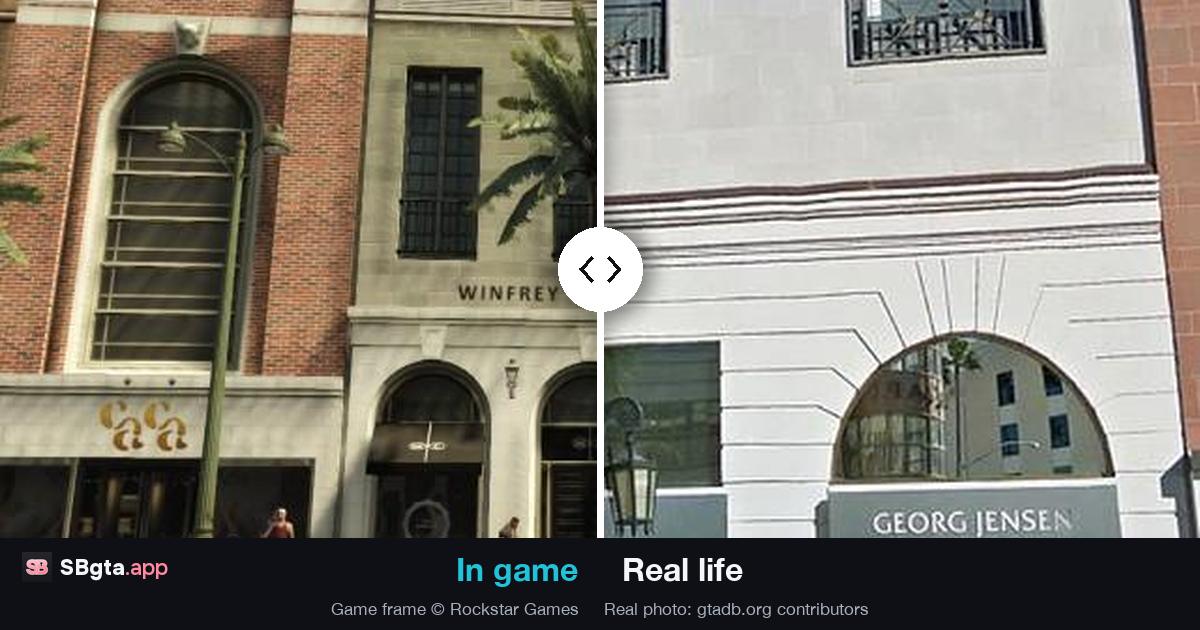 WINFREY
CaCa
GEORG JENSEN
SB SBgta.app
In game
Real life
Game frame © Rockstar Games
Real photo: gtadb.org contributors